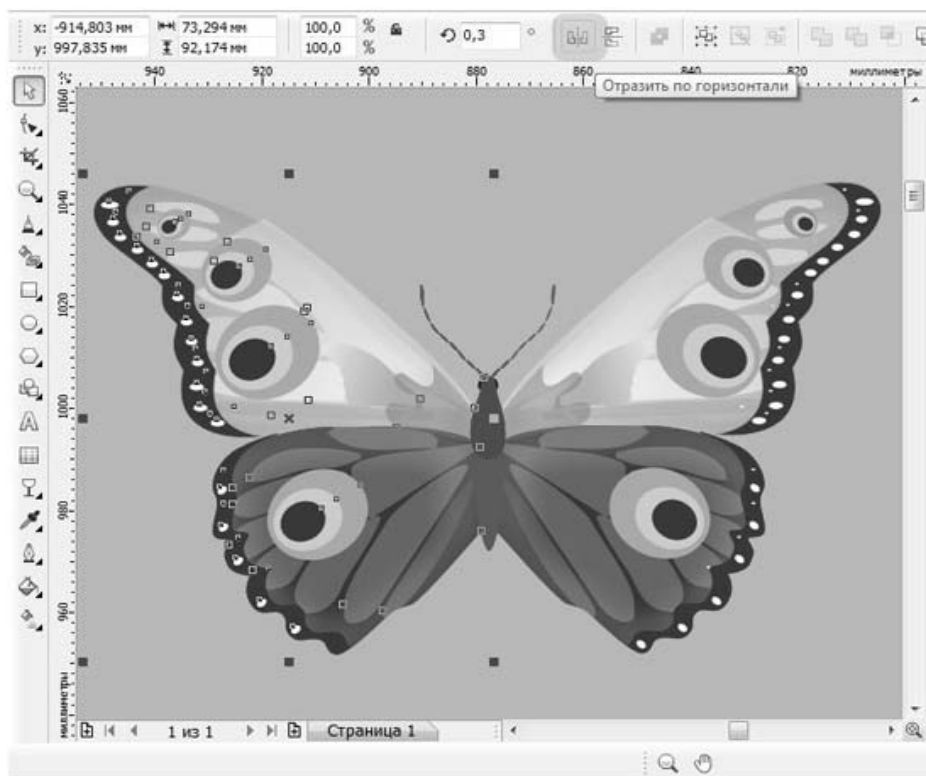 x: -914,803 мм 73,294 мм 100,0 %
y: 997,835 мм 92,174 мм 100,0 %
0,3 °
940 920 900 880 860 840 820 миллиметры
Отразить по горизонтали
1060
1040
1020
1000
980
960
миллиметры
1 из 1
Страница 1